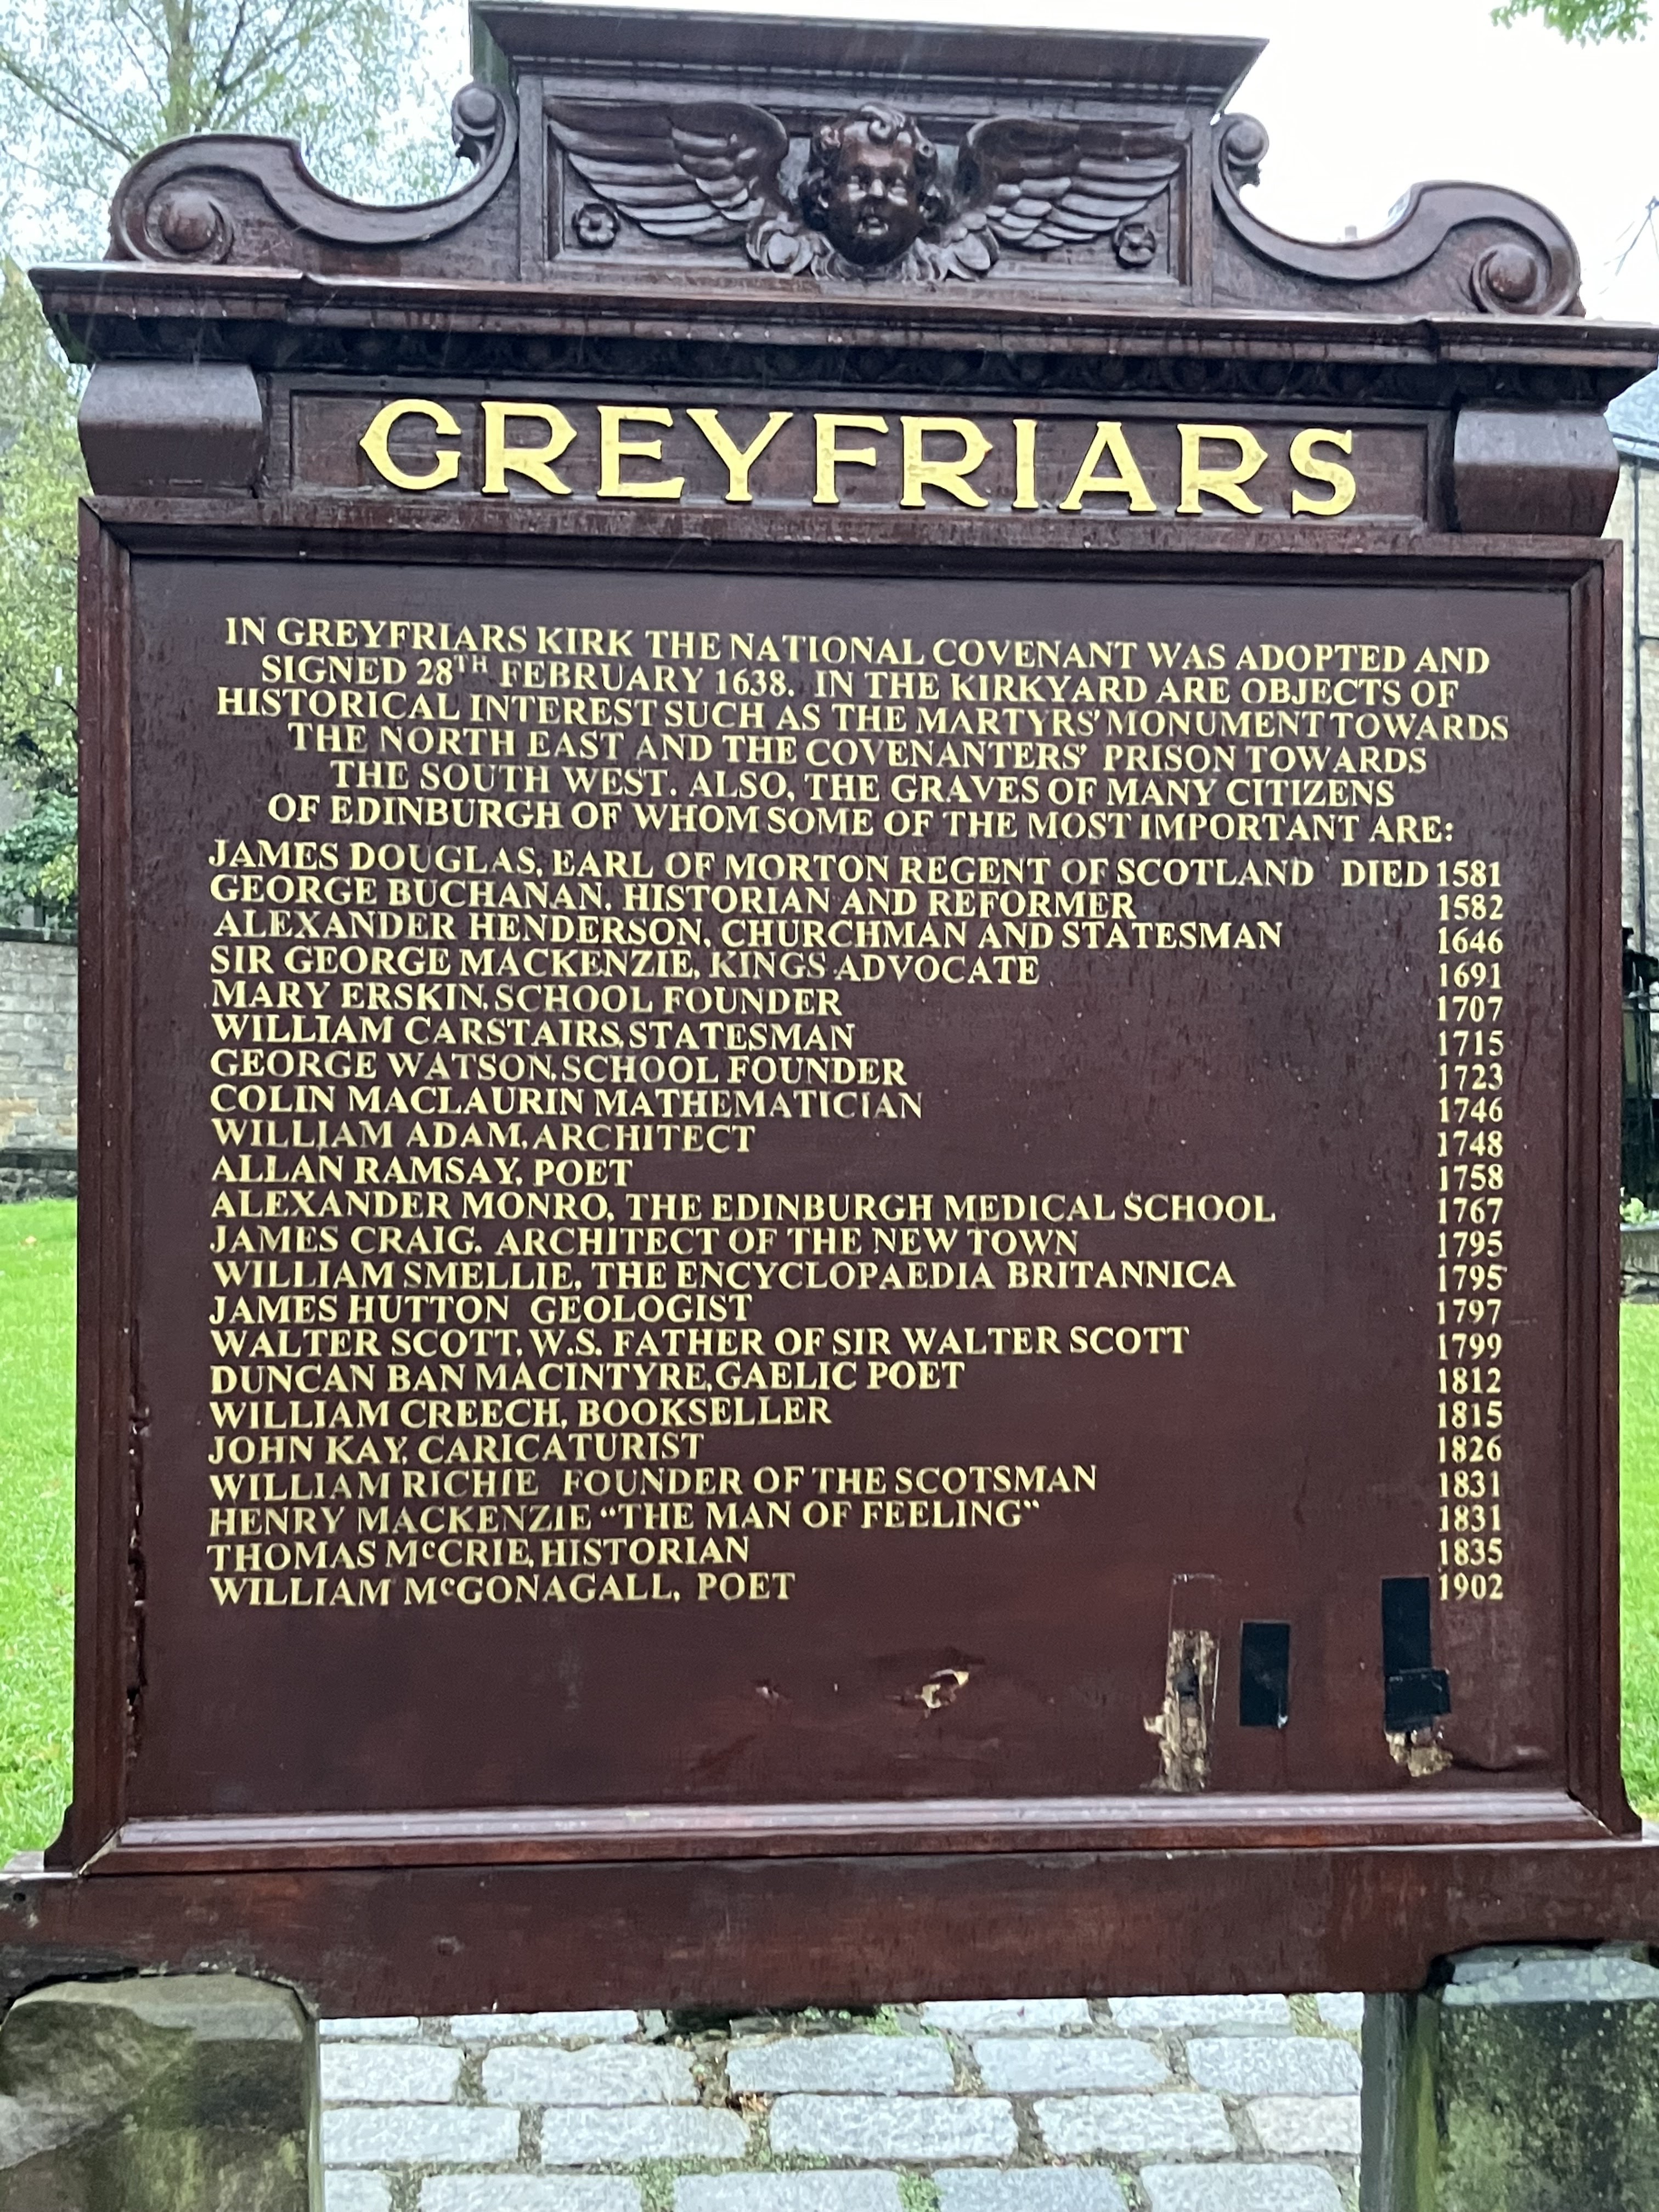 GREYFRIARS
IN GREYFRIARS KIRK THE NATIONAL COVENANT WAS ADOPTED AND
SIGNED 28TH FEBRUARY 1638. IN THE KIRKYARD ARE OBJECTS OF
HISTORICAL INTEREST SUCH AS THE MARTYRS' MONUMENT TOWARDS
THE NORTH EAST AND THE COVENANTERS' PRISON TOWARDS
THE SOUTH WEST. ALSO, THE GRAVES OF MANY CITIZENS
OF EDINBURGH OF WHOM SOME OF THE MOST IMPORTANT ARE:
JAMES DOUGLAS, EARL OF MORTON REGENT OF SCOTLAND DIED 1581
GEORGE BUCHANAN, HISTORIAN AND REFORMER 1582
ALEXANDER HENDERSON, CHURCHMAN AND STATESMAN 1646
SIR GEORGE MACKENZIE, KINGS ADVOCATE 1691
MARY ERSKIN, SCHOOL FOUNDER 1707
WILLIAM CARSTAIRS, STATESMAN 1715
GEORGE WATSON, SCHOOL FOUNDER 1723
COLIN MACLAURIN MATHEMATICIAN 1746
WILLIAM ADAM, ARCHITECT 1748
ALLAN RAMSAY, POET 1758
ALEXANDER MONRO, THE EDINBURGH MEDICAL SCHOOL 1767
JAMES CRAIG. ARCHITECT OF THE NEW TOWN 1795
WILLIAM SMELLIE, THE ENCYCLOPAEDIA BRITANNICA 1795
JAMES HUTTON GEOLOGIST 1797
WALTER SCOTT, W.S. FATHER OF SIR WALTER SCOTT 1799
DUNCAN BAN MACINTYRE, GAELIC POET 1812
WILLIAM CREECH, BOOKSELLER 1815
JOHN KAY, CARICATURIST 1826
WILLIAM RICHIE FOUNDER OF THE SCOTSMAN 1831
HENRY MACKENZIE "THE MAN OF FEELING" 1831
THOMAS McCRIE, HISTORIAN 1835
WILLIAM McGONAGALL, POET 1902